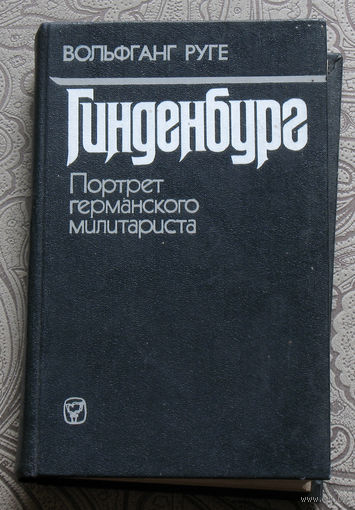 ВОЛЬФГАНГ РУГЕ
Гинденбург
Портрет
германского
милитариста